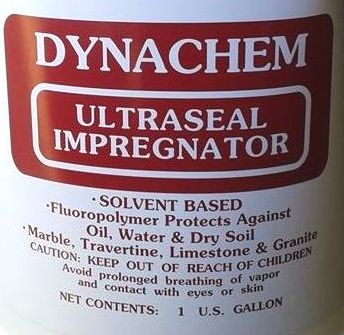 DYNACHEM
ULTRASEAL
IMPREGNATOR
·SOLVENT BASED
·Fluoropolymer Protects Against
Oil, Water & Dry Soil
·Marble, Travertine, Limestone & Granite
CAUTION: KEEP OUT OF REACH OF CHILDREN
Avoid prolonged breathing of vapor
and contact with eyes or skin
NET CONTENTS: 1 U.S. GALLON